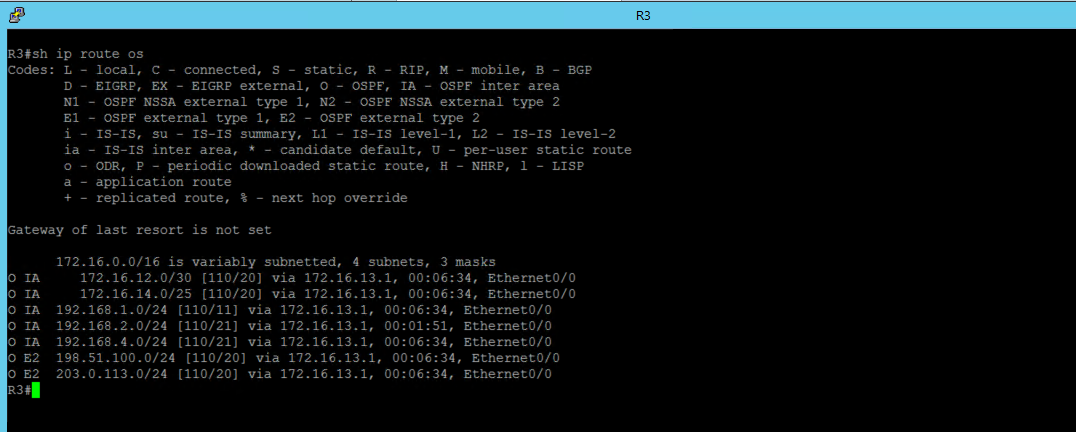 R3
R3#sh ip route os
Codes: L - local, C - connected, S - static, R - RIP, M - mobile, B - BGP
       D - EIGRP, EX - EIGRP external, O - OSPF, IA - OSPF inter area
       N1 - OSPF NSSA external type 1, N2 - OSPF NSSA external type 2
       E1 - OSPF external type 1, E2 - OSPF external type 2
       i - IS-IS, su - IS-IS summary, L1 - IS-IS level-1, L2 - IS-IS level-2
       ia - IS-IS inter area, * - candidate default, U - per-user static route
       o - ODR, P - periodic downloaded static route, H - NHRP, l - LISP
       a - application route
       + - replicated route, % - next hop override
Gateway of last resort is not set
      172.16.0.0/16 is variably subnetted, 4 subnets, 3 masks
O IA     172.16.12.0/30 [110/20] via 172.16.13.1, 00:06:34, Ethernet0/0
O IA     172.16.14.0/25 [110/20] via 172.16.13.1, 00:06:34, Ethernet0/0
O IA  192.168.1.0/24 [110/11] via 172.16.13.1, 00:06:34, Ethernet0/0
O IA  192.168.2.0/24 [110/21] via 172.16.13.1, 00:01:51, Ethernet0/0
O IA  192.168.4.0/24 [110/21] via 172.16.13.1, 00:06:34, Ethernet0/0
O E2  198.51.100.0/24 [110/20] via 172.16.13.1, 00:06:34, Ethernet0/0
O E2  203.0.113.0/24 [110/20] via 172.16.13.1, 00:06:34, Ethernet0/0
R3#